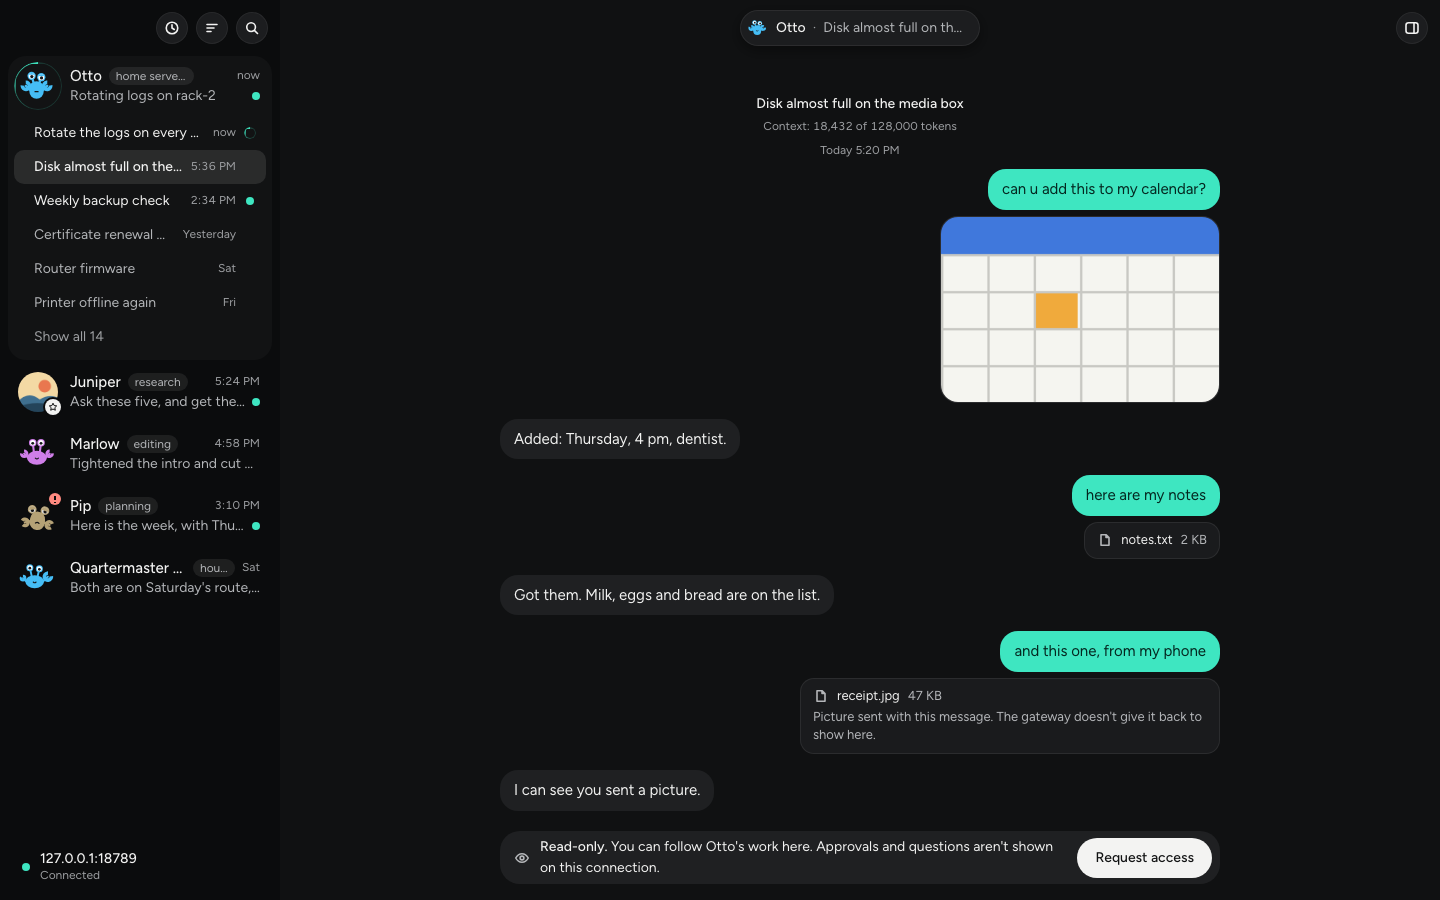 Otto · Disk almost full on th...
Otto home serve... now
Rotating logs on rack-2
Rotate the logs on every ... now
Disk almost full on the... 5:36 PM
Weekly backup check 2:34 PM
Certificate renewal ... Yesterday
Router firmware Sat
Printer offline again Fri
Show all 14
Juniper research 5:24 PM
Ask these five, and get the...
Marlow editing 4:58 PM
Tightened the intro and cut ...
Pip planning 3:10 PM
Here is the week, with Thu...
Quartermaster ... hou... Sat
Both are on Saturday's route,...
127.0.0.1:18789
Connected
Disk almost full on the media box
Context: 18,432 of 128,000 tokens
Today 5:20 PM
can u add this to my calendar?
Added: Thursday, 4 pm, dentist.
here are my notes
notes.txt 2 KB
Got them. Milk, eggs and bread are on the list.
and this one, from my phone
receipt.jpg 47 KB
Picture sent with this message. The gateway doesn't give it back to
show here.
I can see you sent a picture.
Read-only. You can follow Otto's work here. Approvals and questions aren't shown
on this connection.
Request access